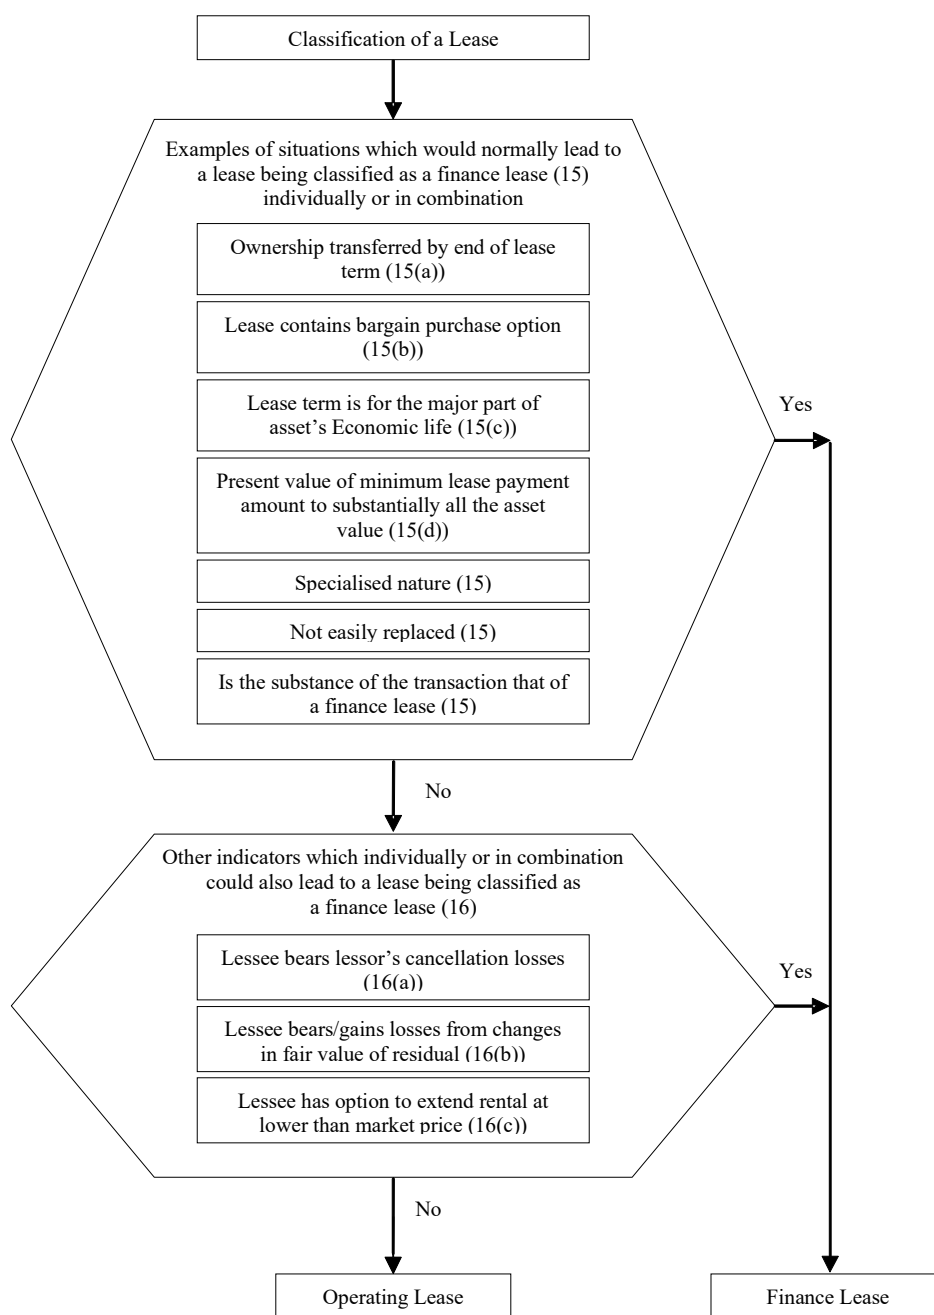 Classification of a Lease
Examples of situations which would normally lead to
a lease being classified as a finance lease (15)
individually or in combination
Ownership transferred by end of lease
term (15(a))
Lease contains bargain purchase option
(15(b))
Yes
Lease term is for the major part of
asset's Economic life (15(c))
Present value of minimum lease payment
amount to substantially all the asset
value (15(d))
Specialised nature (15)
Not easily replaced (15)
Is the substance of the transaction that of
a finance lease (15)
No
Other indicators which individually or in combination
could also lead to a lease being classified as
a finance lease (16)
Lessee bears lessor's cancellation losses
(16(a))
Yes
Lessee bears/gains losses from changes
in fair value of residual (16(b))
Lessee has option to extend rental at
lower than market price (16(c))
No
Operating Lease
Finance Lease